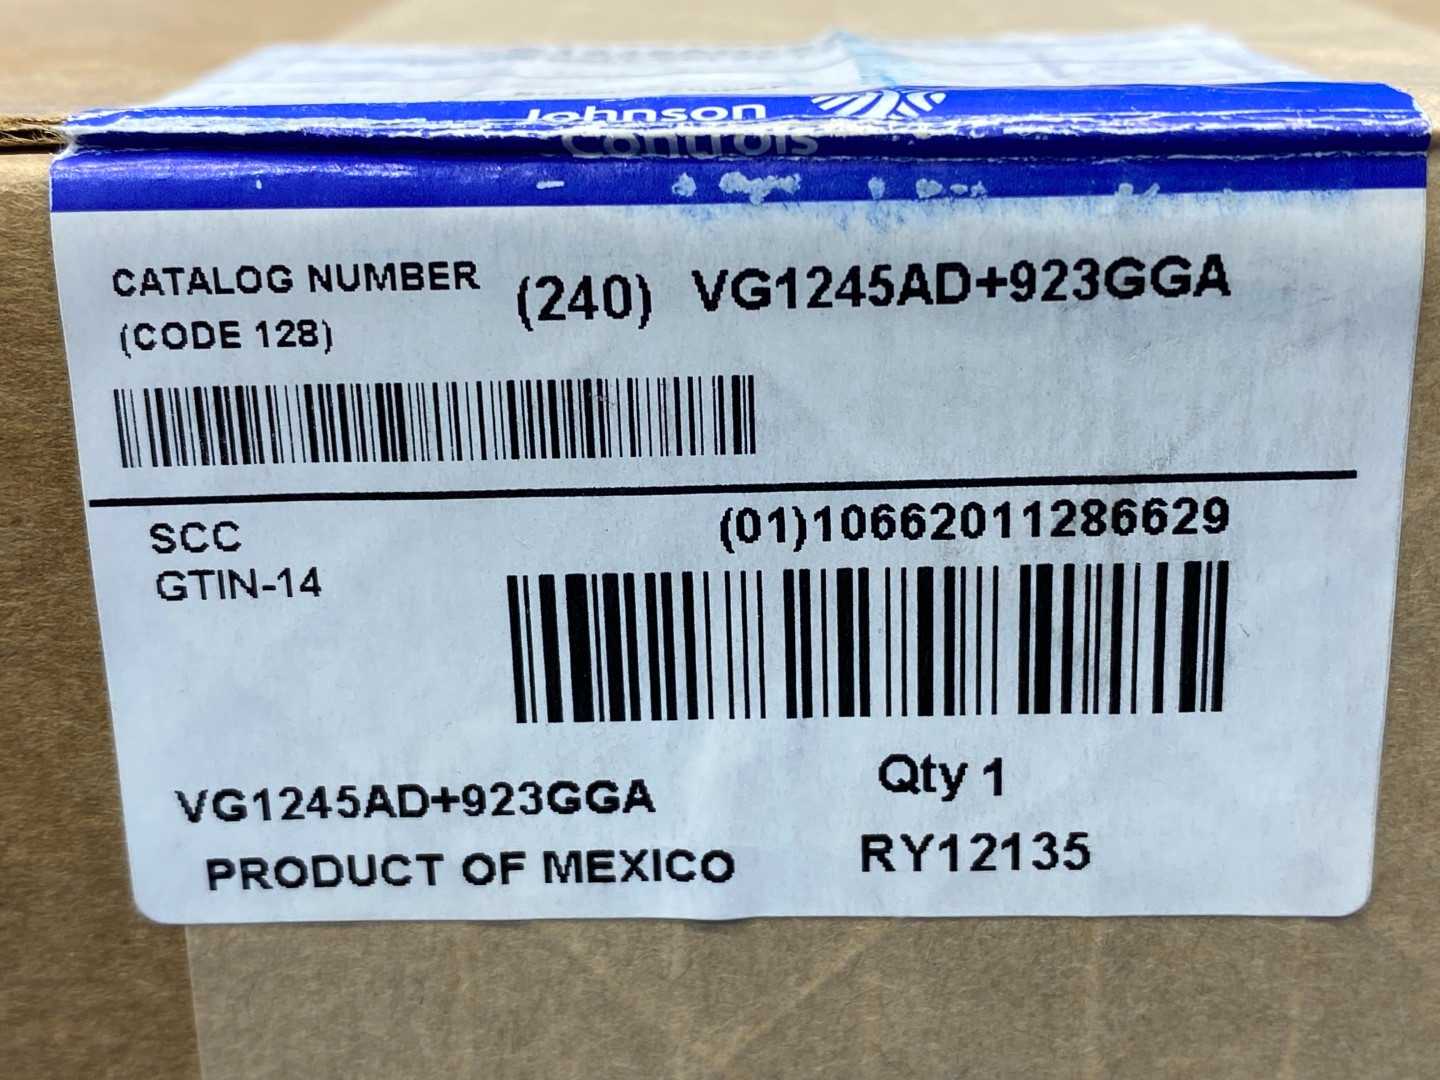 Johnson
Controls
CATALOG NUMBER (240) VG1245AD+923GGA
(CODE 128)
SCC (01)10662011286629
GTIN-14
VG1245AD+923GGA Qty 1
PRODUCT OF MEXICO RY12135